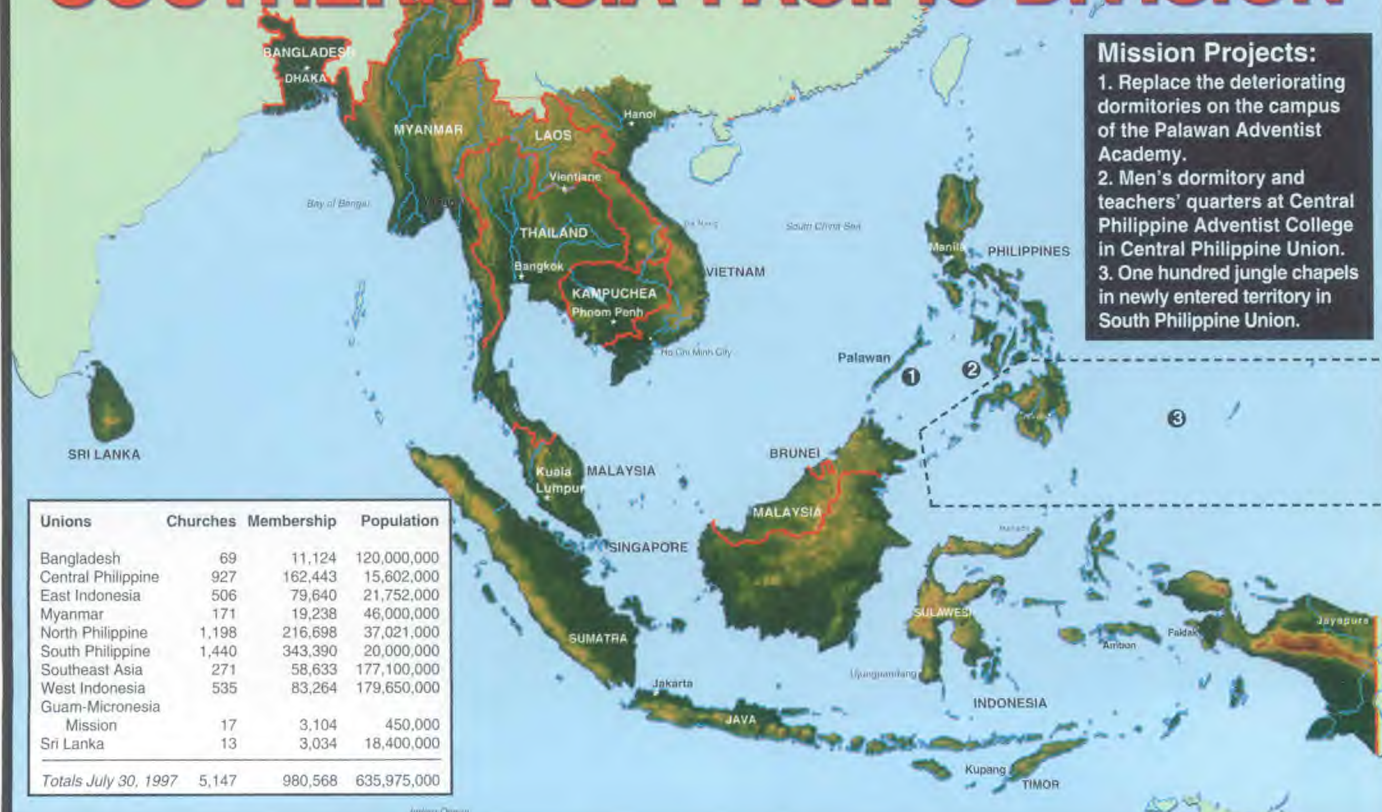 SOUTHERN ASIA-PACIFIC DIVISION
BANGLADESH
DHAKA
MYANMAR
LAOS
Hanoi
Vientiane
Bay of Bengal
THAILAND
Da Nang
South China Sea
Bangkok
VIETNAM
KAMPUCHEA
Phnom Penh
Ho Chi Minh City
Manila
PHILIPPINES
Mission Projects:
1. Replace the deteriorating
dormitories on the campus
of the Palawan Adventist
Academy.
2. Men's dormitory and
teachers' quarters at Central
Philippine Adventist College
in Central Philippine Union.
3. One hundred jungle chapels
in newly entered territory in
South Philippine Union.
Palawan
1
2
3
SRI LANKA
BRUNEI
Kuala
Lumpur
MALAYSIA
MALAYSIA
SINGAPORE
Manado
SUMATRA
SULAWESI
Jayapura
Fakfak
Ambon
Ujungpandang
Jakarta
INDONESIA
JAVA
Kupang
TIMOR
Indian Ocean
Unions Churches Membership Population
Bangladesh 69 11,124 120,000,000
Central Philippine 927 162,443 15,602,000
East Indonesia 506 79,640 21,752,000
Myanmar 171 19,238 46,000,000
North Philippine 1,198 216,698 37,021,000
South Philippine 1,440 343,390 20,000,000
Southeast Asia 271 58,633 177,100,000
West Indonesia 535 83,264 179,650,000
Guam-Micronesia
Mission 17 3,104 450,000
Sri Lanka 13 3,034 18,400,000
Totals July 30, 1997 5,147 980,568 635,975,000